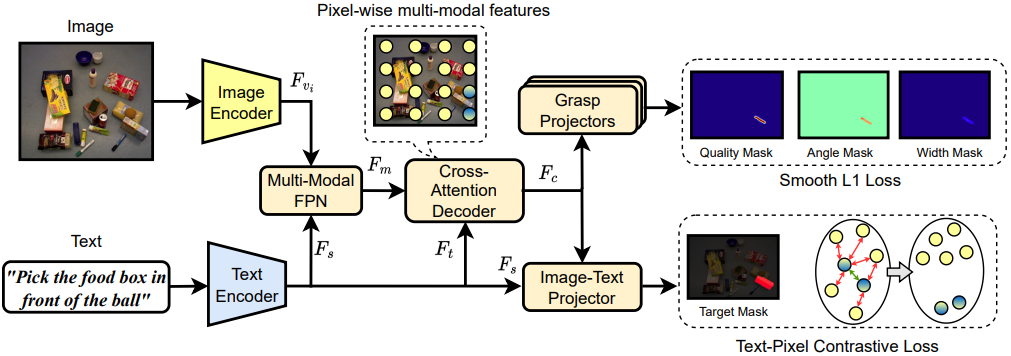 Pixel-wise multi-modal features
Image
Image
Encoder
F_{v_i}
Grasp
Projectors
Quality Mask
Angle Mask
Width Mask
Smooth L1 Loss
Multi-Modal
FPN
F_m
Cross-
Attention
Decoder
F_c
Text
"Pick the food box in
front of the ball"
Text
Encoder
F_s
F_t
F_s
Image-Text
Projector
Target Mask
Text-Pixel Contrastive Loss